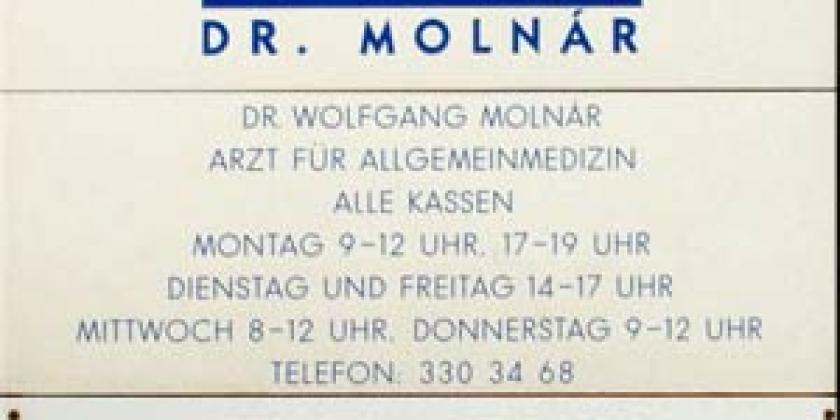 DR. MOLNÁR
DR. WOLFGANG MOLNÁR
ARZT FÜR ALLGEMEINMEDIZIN
ALLE KASSEN
MONTAG 9-12 UHR, 17-19 UHR
DIENSTAG UND FREITAG 14-17 UHR
MITTWOCH 8-12 UHR, DONNERSTAG 9-12 UHR
TELEFON: 330 34 68